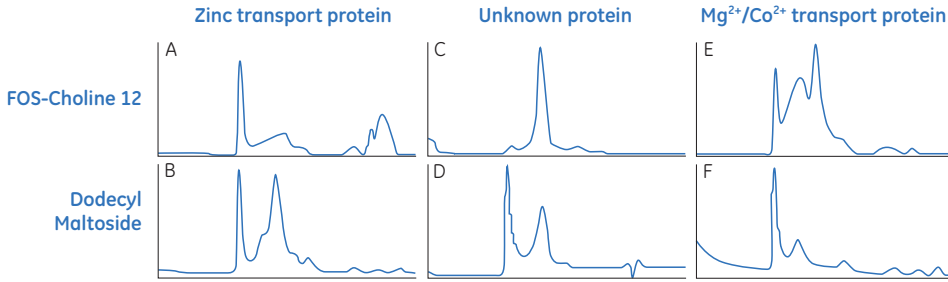 Zinc transport protein
Unknown protein
Mg²⁺/Co²⁺ transport protein
A
C
E
FOS-Choline 12
B
D
F
Dodecyl
Maltoside